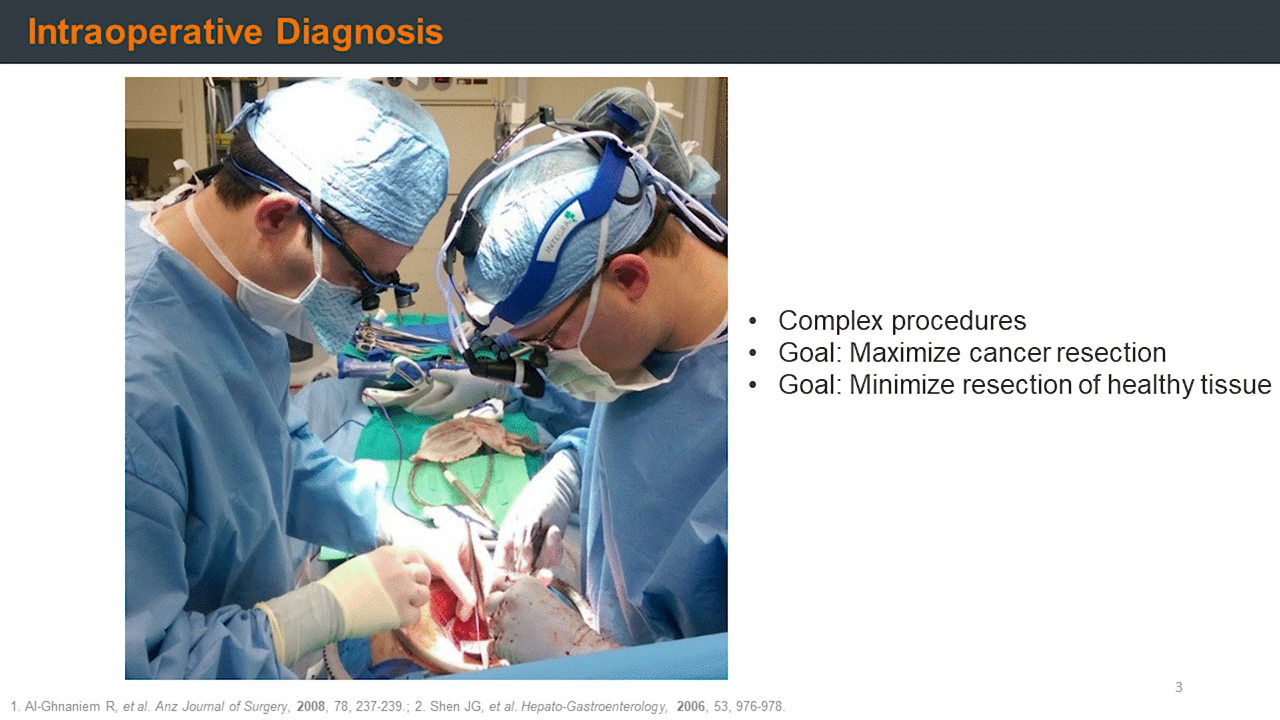 Intraoperative Diagnosis
INTEGRA
• Complex procedures
• Goal: Maximize cancer resection
• Goal: Minimize resection of healthy tissue
3
1. Al-Ghnaniem R, et al. Anz Journal of Surgery, 2008, 78, 237-239.; 2. Shen JG, et al. Hepato-Gastroenterology, 2006, 53, 976-978.